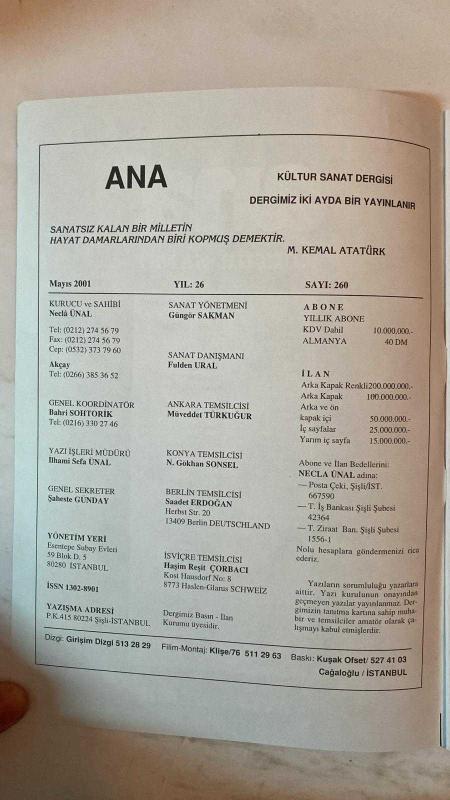 ANA
KÜLTUR SANAT DERGİSİ
DERGİMİZ İKİ AYDA BİR YAYINLANIR
SANATSIZ KALAN BİR MİLLETİN
HAYAT DAMARLARINDAN BİRİ KOPMUŞ DEMEKTİR.
M. KEMAL ATATÜRK
Mayıs 2001 YIL: 26 SAYI: 260
KURUCU ve SAHİBİ
Neclâ ÜNAL
Tel: (0212) 274 56 79
Fax: (0212) 274 56 79
Cep: (0532) 373 79 60
Akçay
Tel: (0266) 385 36 52
GENEL KOORDİNATÖR
Bahri SOHTORİK
Tel: (0216) 330 27 46
YAZI İŞLERİ MÜDÜRÜ
İlhami Sefa ÜNAL
GENEL SEKRETER
Şaheste GÜNDAY
YÖNETİM YERİ
Esentepe Subay Evleri
59 Blok D. 5
80280 İSTANBUL
ISSN 1302-8901
YAZIŞMA ADRESİ
P.K.415 80224 Şişli-İSTANBUL
SANAT YÖNETMENİ
Güngör SAKMAN
SANAT DANIŞMANI
Fulden URAL
ANKARA TEMSİLCİSİ
Müveddet TÜRKUĞUR
KONYA TEMSİLCİSİ
N. Gökhan SONSEL
BERLİN TEMSİLCİSİ
Saadet ERDOĞAN
Herbst Str. 20
13409 Berlin DEUTSCHLAND
İSVİÇRE TEMSİLCİSİ
Haşim Reşit ÇORBACI
Kost Hausdorf No: 8
8773 Haslen-Glarus SCHWEIZ
Dergimiz Basın - İlan
Kurumu üyesidir.
ABONE
YILLIK ABONE
KDV Dahil 10.000.000.-
ALMANYA 40 DM
İLAN
Arka Kapak Renkli 200.000.000.-
Arka Kapak 100.000.000.-
Arka ve ön
kapak içi 50.000.000.-
İç sayfalar 25.000.000.-
Yarım iç sayfa 15.000.000.-
Abone ve İlan Bedellerini:
NECLA ÜNAL adına:
— Posta Çeki, Şişli/İST.
667590
— T. İş Bankası Şişli Şubesi
42364
— T. Ziraat Ban. Şişli Şubesi
1556-1
Nolu hesaplara göndermenizi rica
ederiz.
Yazıların sorumluluğu yazarlara
aittir. Yazı kurulunun onayından
geçmeyen yazılar yayınlanmaz. Der-
gimizin tanıtma kartına sahip muha-
bir ve temsilciler amatör olarak ça-
lışmayı kabul etmişlerdir.
Dizgi: Girişim Dizgi 513 28 29 Filim-Montaj: Klişe/76 511 29 63 Baskı: Kuşak Ofset/ 527 41 03
Cağaloğlu / İSTANBUL